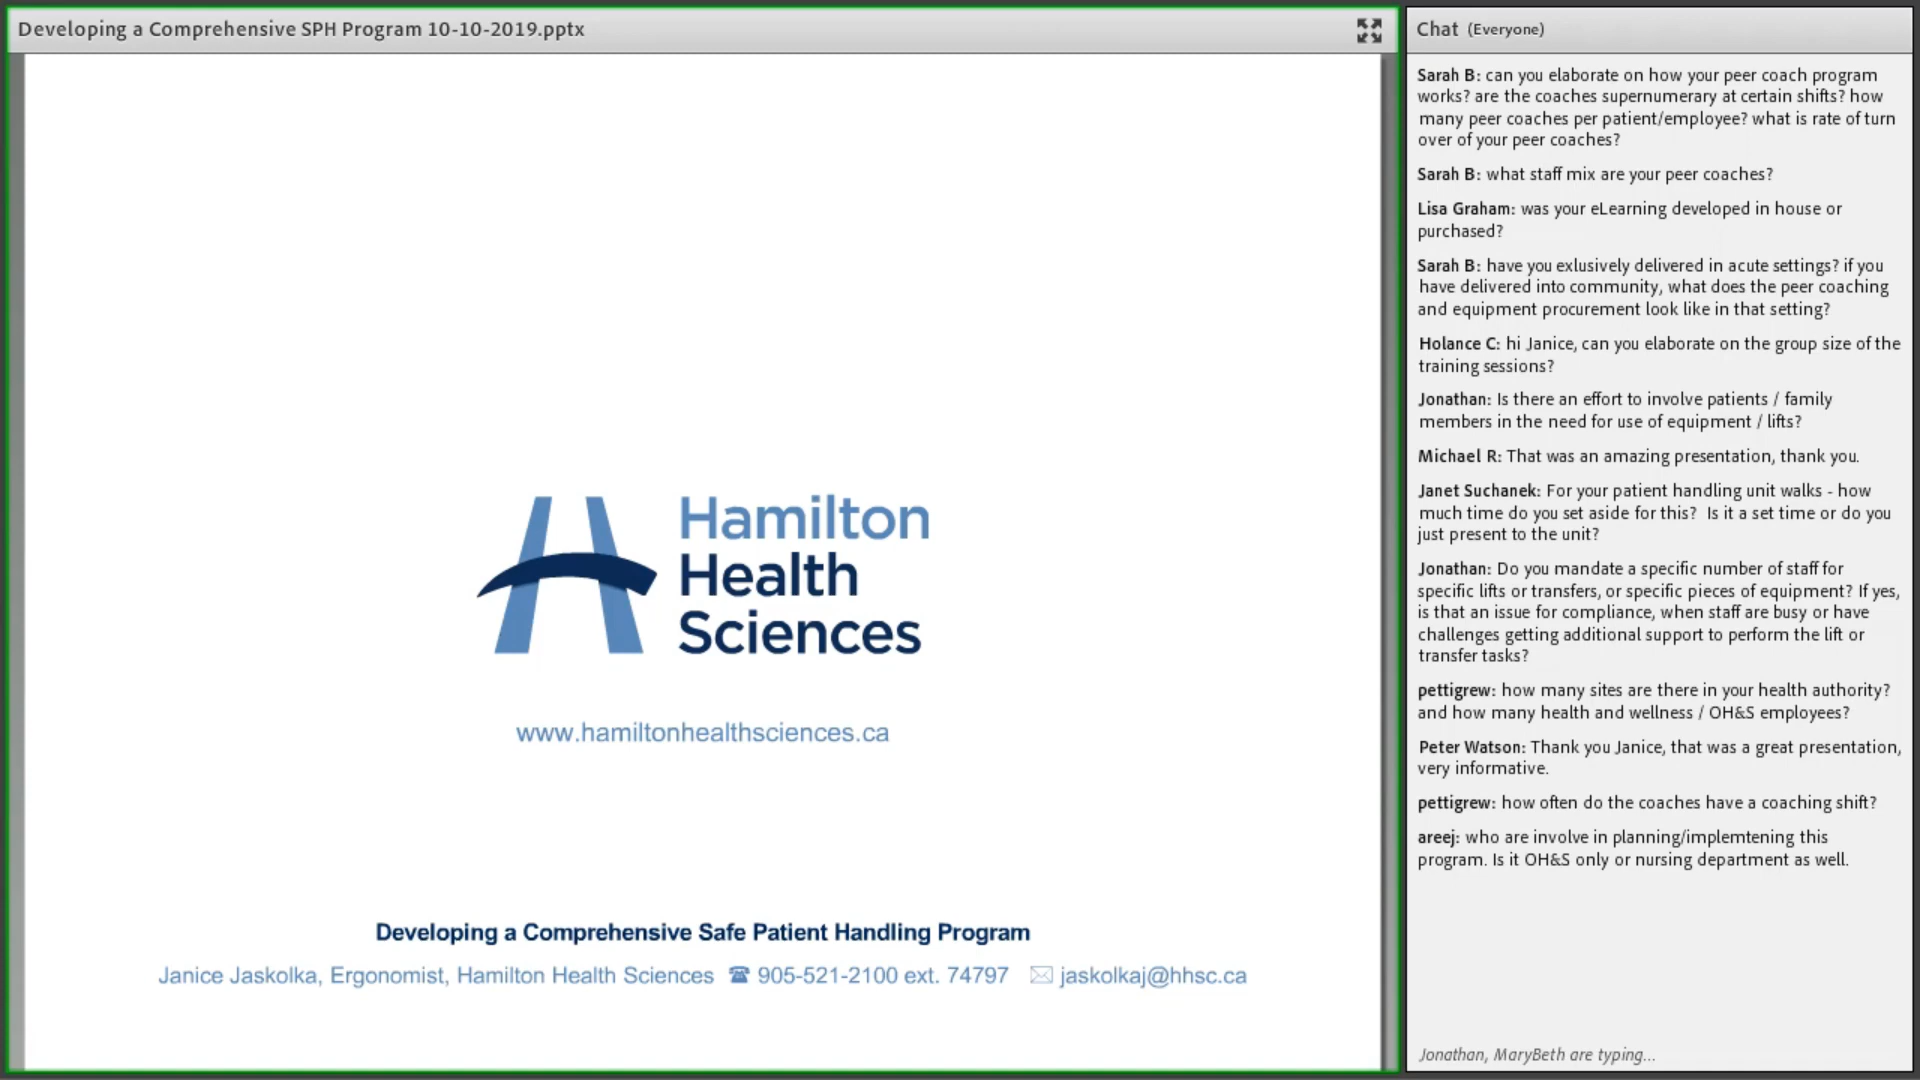 Developing a Comprehensive SPH Program 10-10-2019.pptx
Hamilton
Health
Sciences
www.hamiltonhealthsciences.ca
Developing a Comprehensive Safe Patient Handling Program
Janice Jaskolka, Ergonomist, Hamilton Health Sciences ☎ 905-521-2100 ext. 74797 ✉ jaskolkaj@hhsc.ca
Chat (Everyone)
Sarah B: can you elaborate on how your peer coach program
works? are the coaches supernumerary at certain shifts? how
many peer coaches per patient/employee? what is rate of turn
over of your peer coaches?
Sarah B: what staff mix are your peer coaches?
Lisa Graham: was your eLearning developed in house or
purchased?
Sarah B: have you exlusively delivered in acute settings? if you
have delivered into community, what does the peer coaching
and equipment procurement look like in that setting?
Holance C: hi Janice, can you elaborate on the group size of the
training sessions?
Jonathan: Is there an effort to involve patients / family
members in the need for use of equipment / lifts?
Michael R: That was an amazing presentation, thank you.
Janet Suchanek: For your patient handling unit walks - how
much time do you set aside for this?  Is it a set time or do you
just present to the unit?
Jonathan: Do you mandate a specific number of staff for
specific lifts or transfers, or specific pieces of equipment? If yes,
is that an issue for compliance, when staff are busy or have
challenges getting additional support to perform the lift or
transfer tasks?
pettigrew: how many sites are there in your health authority?
and how many health and wellness / OH&S employees?
Peter Watson: Thank you Janice, that was a great presentation,
very informative.
pettigrew: how often do the coaches have a coaching shift?
areej: who are involve in planning/implemtening this
program. Is it OH&S only or nursing department as well.
Jonathan, MaryBeth are typing...